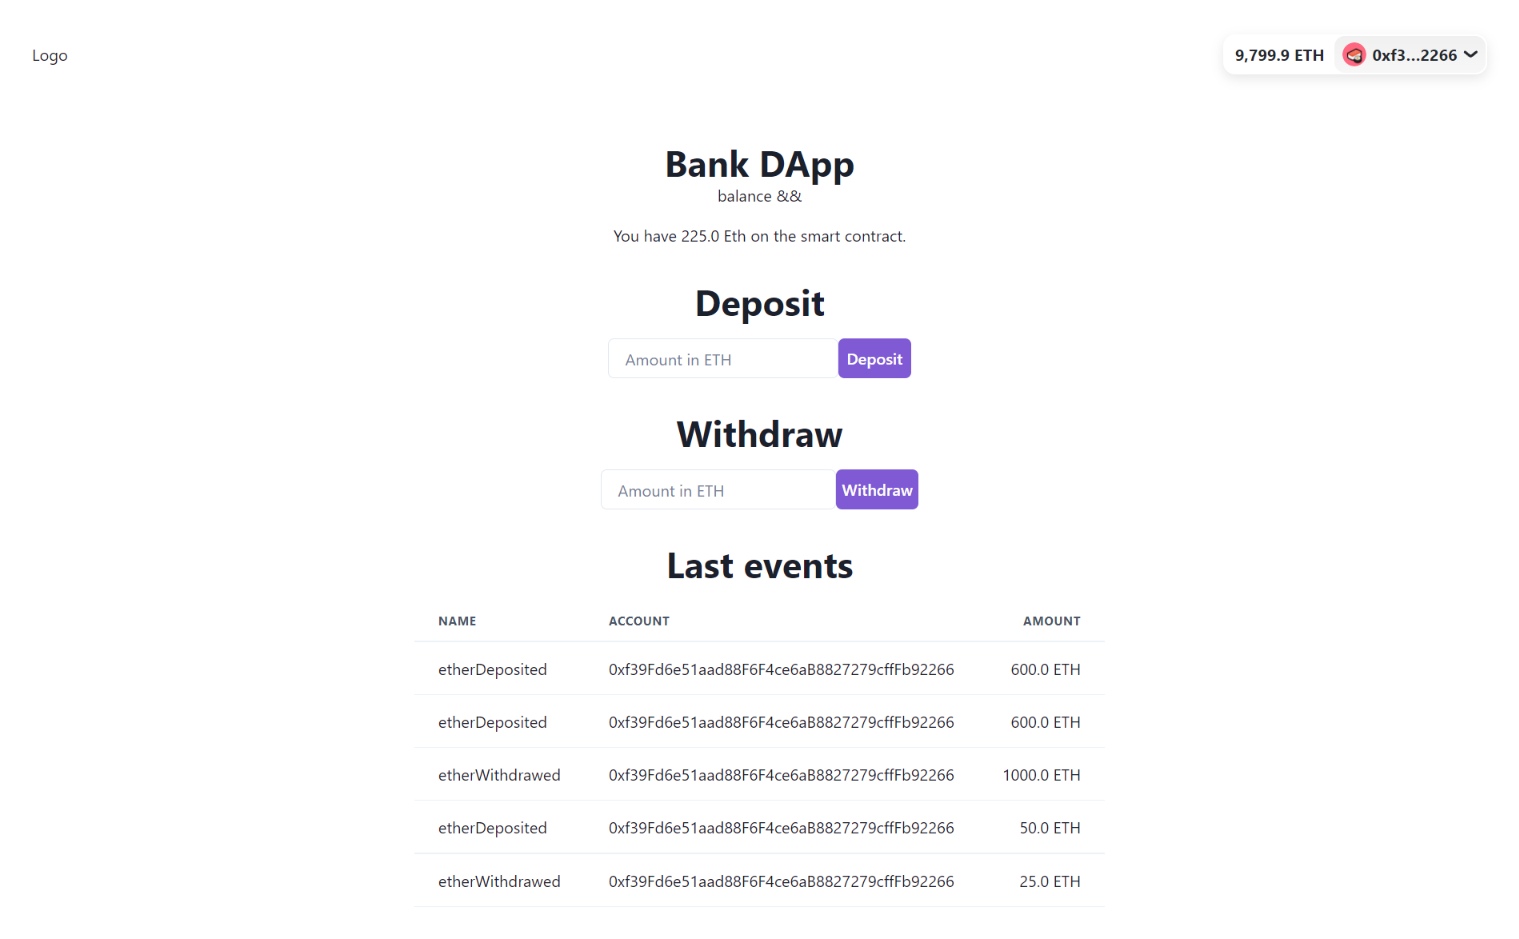 Logo
9,799.9 ETH 0xf3...2266
Bank DApp
balance &&
You have 225.0 Eth on the smart contract.
Deposit
Amount in ETH Deposit
Withdraw
Amount in ETH Withdraw
Last events
NAME ACCOUNT AMOUNT
etherDeposited 0xf39Fd6e51aad88F6F4ce6aB8827279cffFb92266 600.0 ETH
etherDeposited 0xf39Fd6e51aad88F6F4ce6aB8827279cffFb92266 600.0 ETH
etherWithdrawed 0xf39Fd6e51aad88F6F4ce6aB8827279cffFb92266 1000.0 ETH
etherDeposited 0xf39Fd6e51aad88F6F4ce6aB8827279cffFb92266 50.0 ETH
etherWithdrawed 0xf39Fd6e51aad88F6F4ce6aB8827279cffFb92266 25.0 ETH